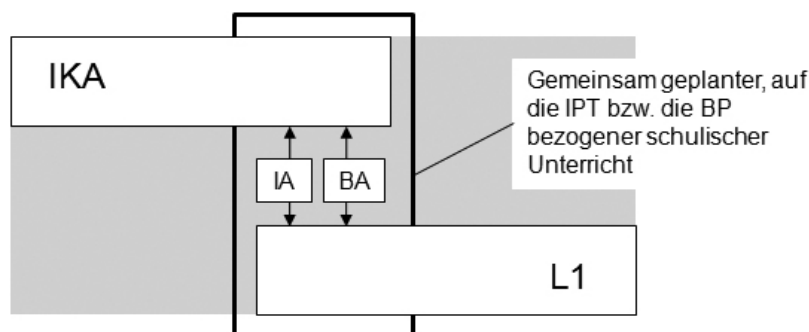 IKA
Gemeinsam geplanter, auf
die IPT bzw. die BP
bezogener schulischer
Unterricht
IA
BA
L1